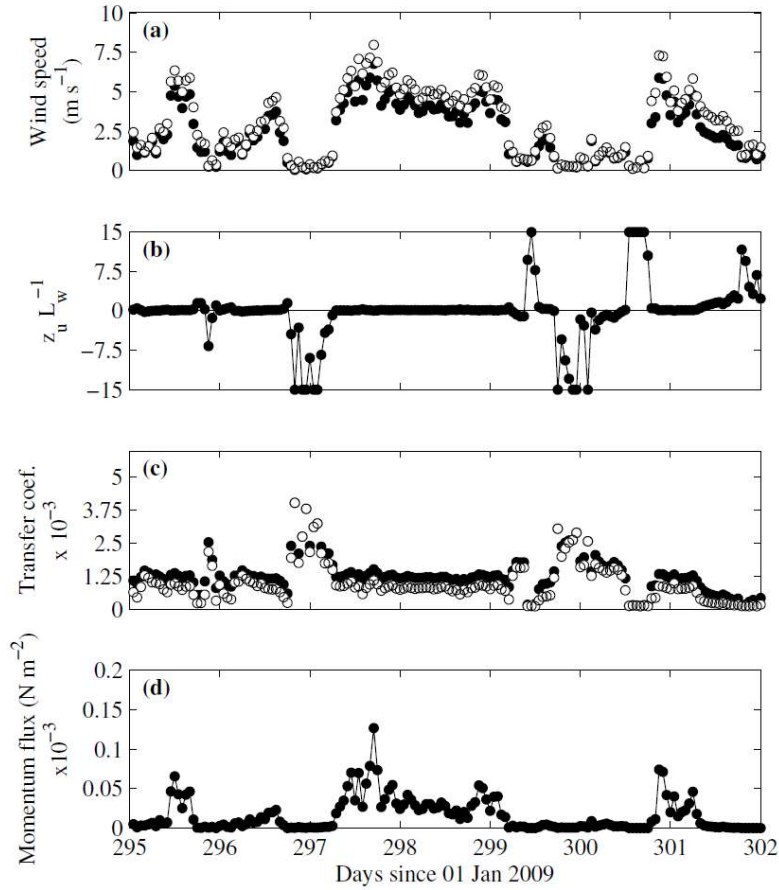 (a)
Wind speed
(m s⁻¹)
10
7.5
5
2.5
0
(b)
z_u L_w⁻¹
15
7.5
0
−7.5
−15
(c)
Transfer coef.
x 10⁻³
5
3.75
2.5
1.25
0
(d)
Momentum flux (N m⁻²)
x10⁻³
0.2
0.15
0.1
0.05
0
295 296 297 298 299 300 301 302
Days since 01 Jan 2009